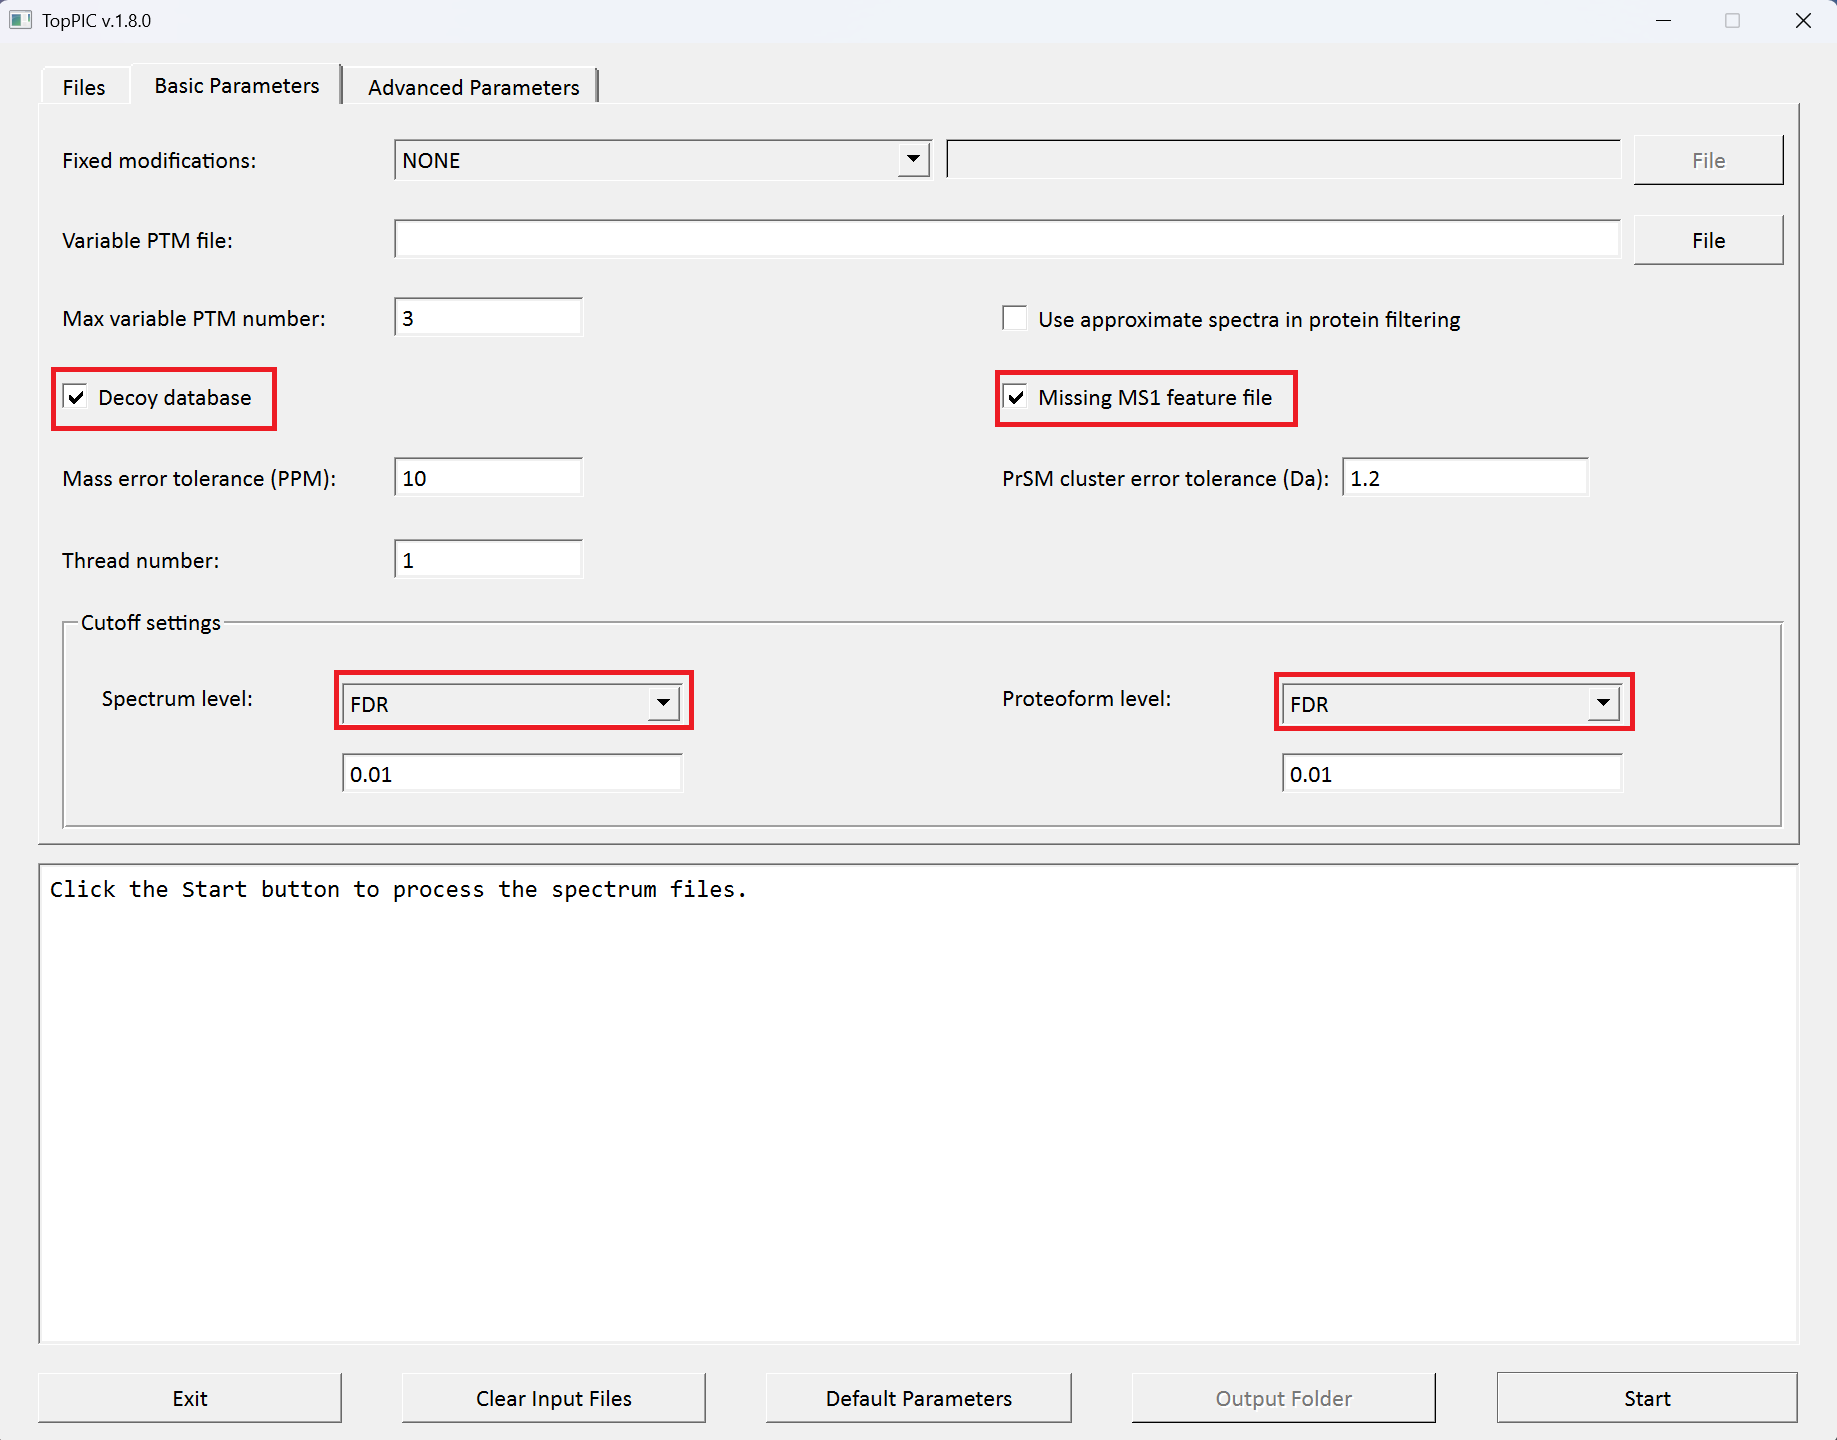 TopPIC v.1.8.0
Files
Basic Parameters
Advanced Parameters
Fixed modifications:
NONE
File
Variable PTM file:
File
Max variable PTM number:
3
Use approximate spectra in protein filtering
Decoy database
Missing MS1 feature file
Mass error tolerance (PPM):
10
PrSM cluster error tolerance (Da):
1.2
Thread number:
1
Cutoff settings
Spectrum level:
FDR
Proteoform level:
FDR
0.01
0.01
Click the Start button to process the spectrum files.
Exit
Clear Input Files
Default Parameters
Output Folder
Start